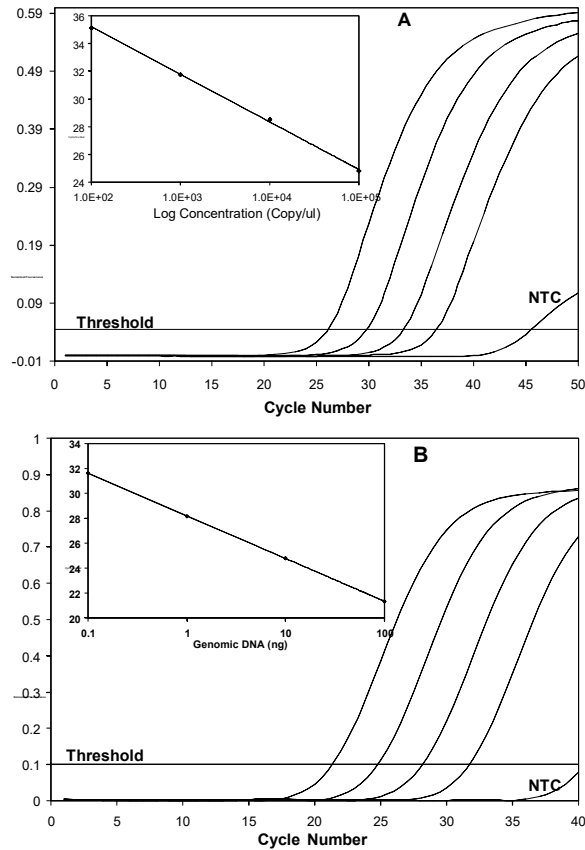 A
0.59
0.49
0.39
0.29
0.19
0.09
-0.01
36
34
32
30
28
26
24
1.0E+02 1.0E+03 1.0E+04 1.0E+05
Log Concentration (Copy/ul)
NTC
Threshold
0 5 10 15 20 25 30 35 40 45 50
Cycle Number
B
1
0.9
0.8
0.7
0.6
0.5
0.4
0.3
0.2
0.1
0
34
32
30
28
26
24
22
20
0.1 1 10 100
Genomic DNA (ng)
Threshold
NTC
0 5 10 15 20 25 30 35 40
Cycle Number